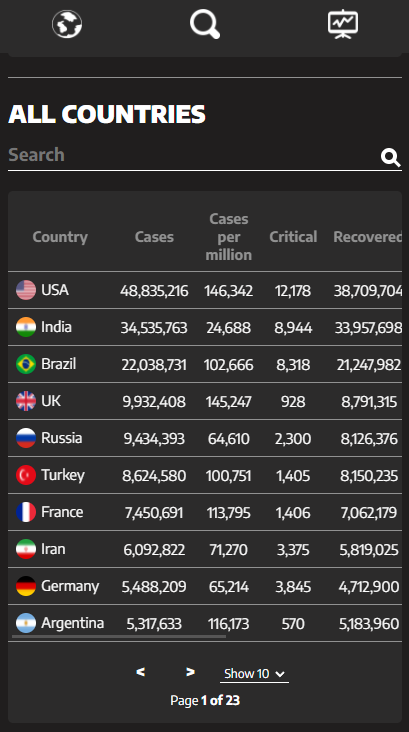 ALL COUNTRIES
Search
Country Cases Cases per million Critical Recovered
USA 48,835,216 146,342 12,178 38,709,704
India 34,535,763 24,688 8,944 33,957,698
Brazil 22,038,731 102,666 8,318 21,247,982
UK 9,932,408 145,247 928 8,791,315
Russia 9,434,393 64,610 2,300 8,126,376
Turkey 8,624,580 100,751 1,405 8,150,235
France 7,450,691 113,795 1,406 7,062,179
Iran 6,092,822 71,270 3,375 5,819,025
Germany 5,488,209 65,214 3,845 4,712,900
Argentina 5,317,633 116,173 570 5,183,960
< > Show 10
Page 1 of 23